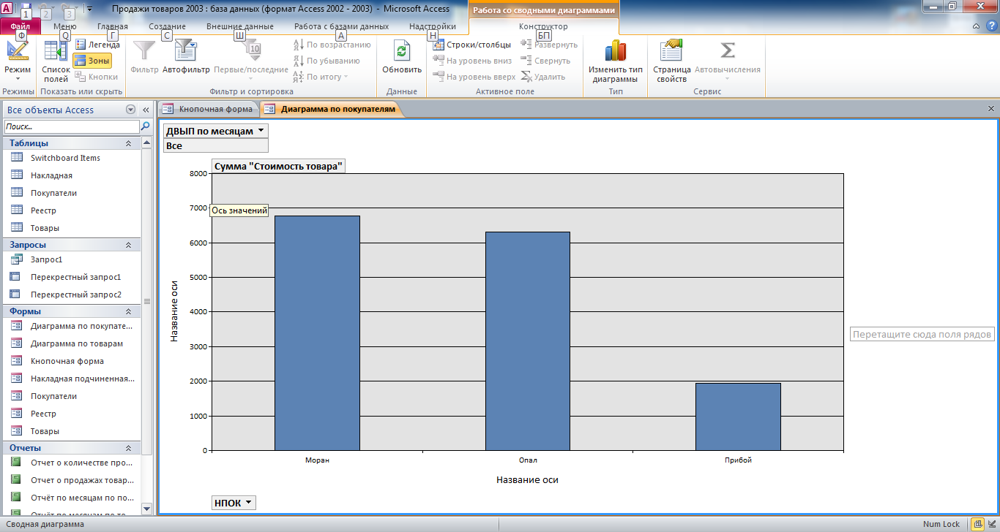 Продажи товаров 2003 : база данных (формат Access 2002 - 2003) - Microsoft Access
Работа со сводными диаграммами
1 2 3
Файл Меню Главная Создание Внешние данные Работа с базами данных Надстройки Конструктор
Ф Q Г С Ш А Н БП
Режим
Режимы
Список полей
Легенда
Зоны
Кнопки
Показать или скрыть
Фильтр
Автофильтр
Первые/последние
10
По возрастанию
По убыванию
По итогу
Фильтр и сортировка
Обновить
Данные
Строки/столбцы
На уровень вниз
На уровень вверх
Развернуть
Свернуть
Удалить
Активное поле
Изменить тип
диаграммы
Тип
Страница
свойств
Автовычисления
Сервис
Все объекты Access
Поиск...
Таблицы
Switchboard Items
Накладная
Покупатели
Реестр
Товары
Запросы
Запрос1
Перекрестный запрос1
Перекрестный запрос2
Формы
Диаграмма по покупате...
Диаграмма по товарам
Кнопочная форма
Накладная подчиненная...
Покупатели
Реестр
Товары
Отчеты
Отчет о количестве про...
Отчет о продажах товар...
Отчёт по месяцам по по...
Отчёт по месяцам по то...
Кнопочная форма
Диаграмма по покупателям
ДВЫП по месяцам
Все
Сумма "Стоимость товара"
8000
7000
Ось значений
6000
5000
4000
3000
2000
1000
0
Название оси
Моран Опал Прибой
Название оси
НПОК
Перетащите сюда поля рядов
Сводная диаграмма
Num Lock